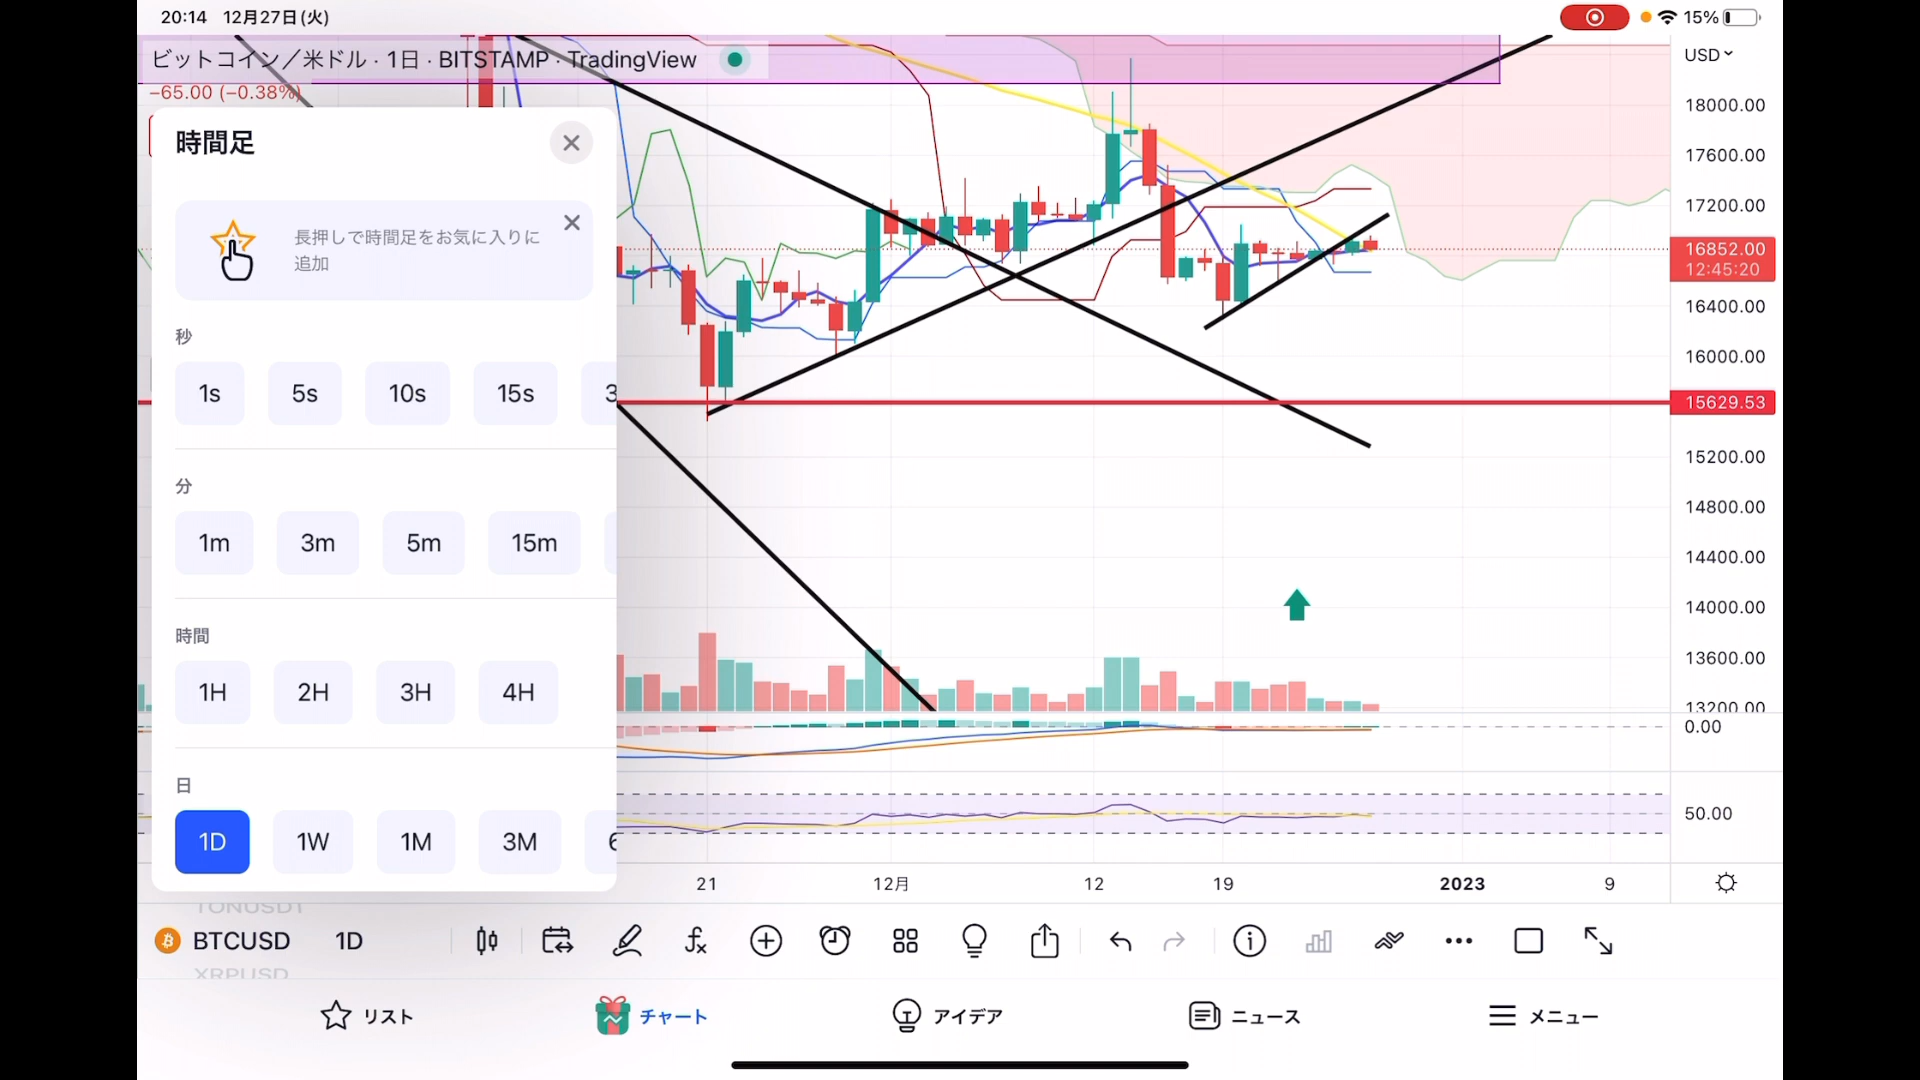 20:14 12月27日(火)
15%
ビットコイン／米ドル · 1日 · BITSTAMP · TradingView
USD
−65.00 (−0.38%)
18000.00
時間足
17600.00
17200.00
長押しで時間足をお気に入りに
追加
16852.00
12:45:20
16400.00
秒
16000.00
1s 5s 10s 15s 3
15629.53
15200.00
分
14800.00
1m 3m 5m 15m
14400.00
14000.00
時間
13600.00
1H 2H 3H 4H
13200.00
0.00
日
50.00
1D 1W 1M 3M 6
21 12月 12 19 2023 9
TONUSDT
BTCUSD 1D
XRPUSD
リスト チャート アイデア ニュース メニュー